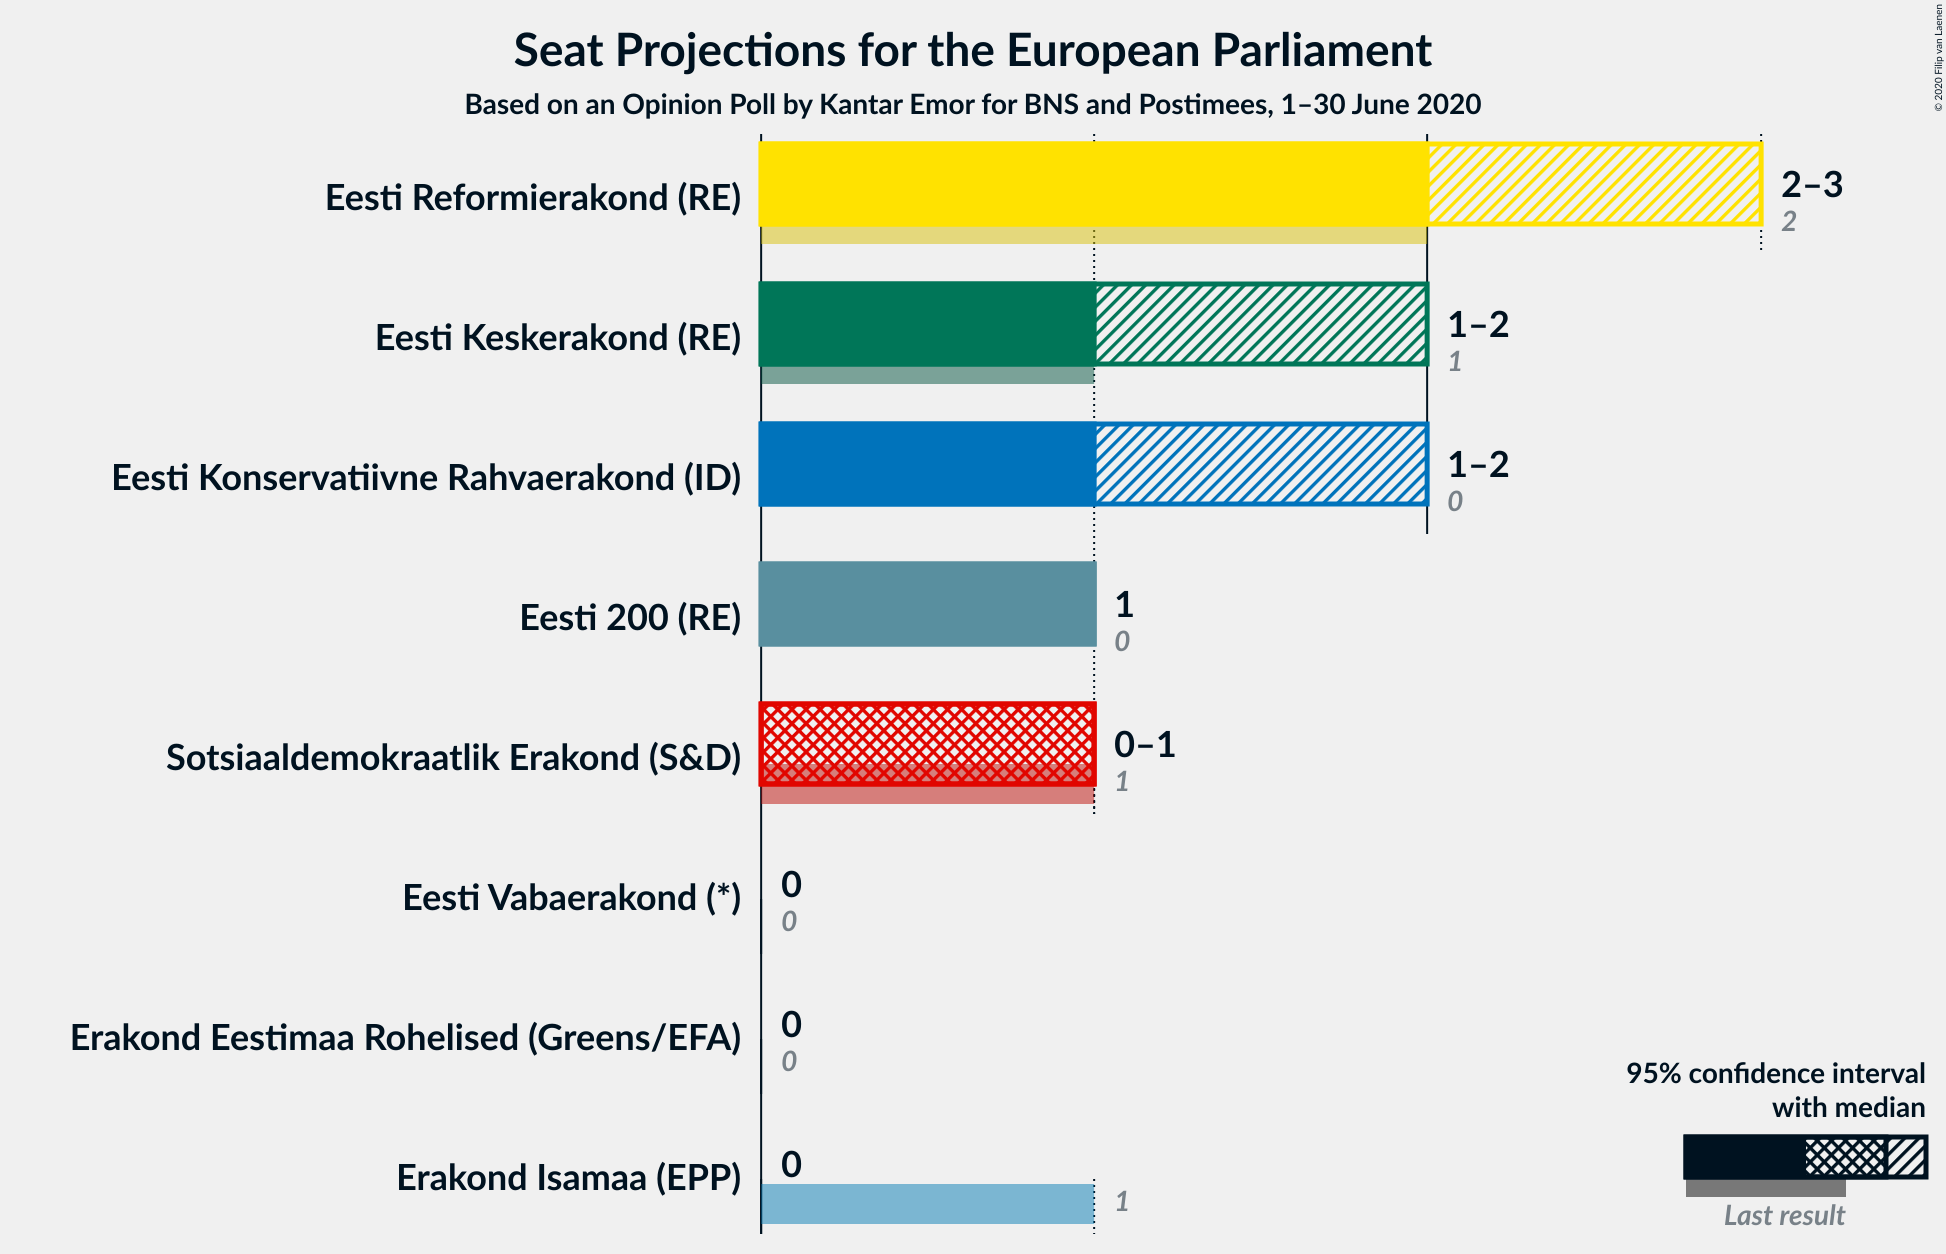 Seat Projections for the European Parliament
Based on an Opinion Poll by Kantar Emor for BNS and Postimees, 1–30 June 2020
© 2020 Filip van Laenen
Eesti Reformierakond (RE)
2–3
2
Eesti Keskerakond (RE)
1–2
1
Eesti Konservatiivne Rahvaerakond (ID)
1–2
0
Eesti 200 (RE)
1
0
Sotsiaaldemokraatlik Erakond (S&D)
0–1
1
Eesti Vabaerakond (*)
0
0
Erakond Eestimaa Rohelised (Greens/EFA)
0
0
Erakond Isamaa (EPP)
0
1
95% confidence interval
with median
Last result